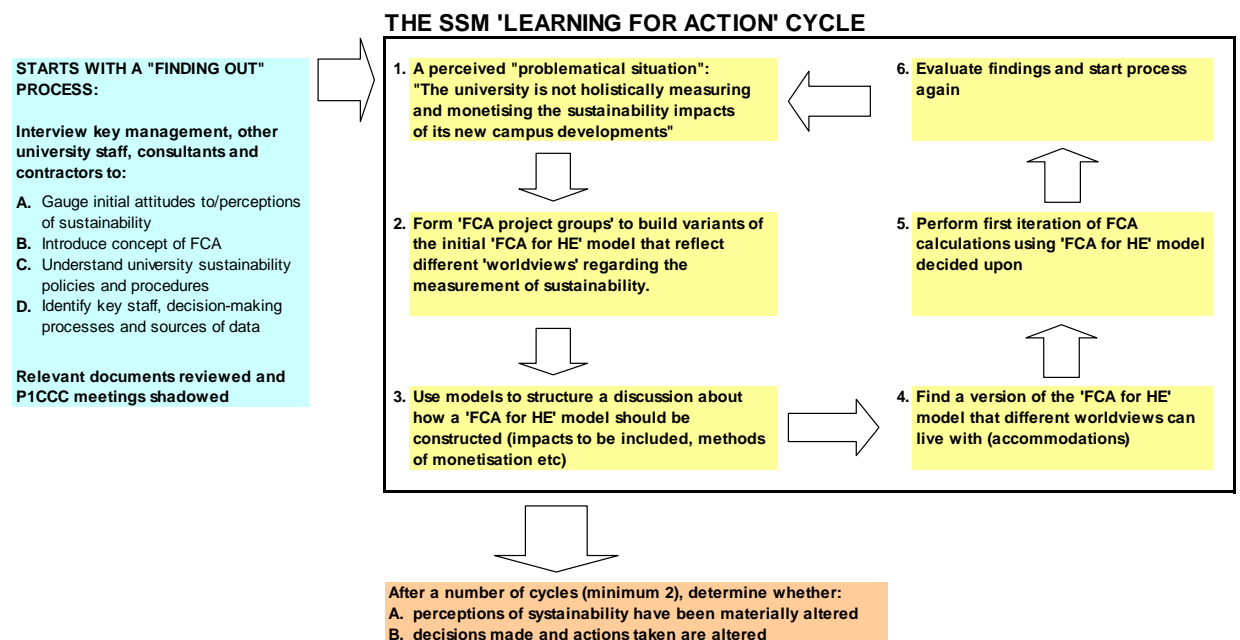 THE SSM 'LEARNING FOR ACTION' CYCLE
STARTS WITH A "FINDING OUT"
PROCESS:
Interview key management, other
university staff, consultants and
contractors to:
A. Gauge initial attitudes to/perceptions
of sustainability
B. Introduce concept of FCA
C. Understand university sustainability
policies and procedures
D. Identify key staff, decision-making
processes and sources of data
Relevant documents reviewed and
P1CCC meetings shadowed
1. A perceived "problematical situation":
"The university is not holistically measuring
and monetising the sustainability impacts
of its new campus developments"
2. Form 'FCA project groups' to build variants of
the initial 'FCA for HE' model that reflect
different 'worldviews' regarding the
measurement of sustainability.
3. Use models to structure a discussion about
how a 'FCA for HE' model should be
constructed (impacts to be included, methods
of monetisation etc)
4. Find a version of the 'FCA for HE'
model that different worldviews can
live with (accommodations)
5. Perform first iteration of FCA
calculations using 'FCA for HE' model
decided upon
6. Evaluate findings and start process
again
After a number of cycles (minimum 2), determine whether:
A. perceptions of systainability have been materially altered
B. decisions made and actions taken are altered